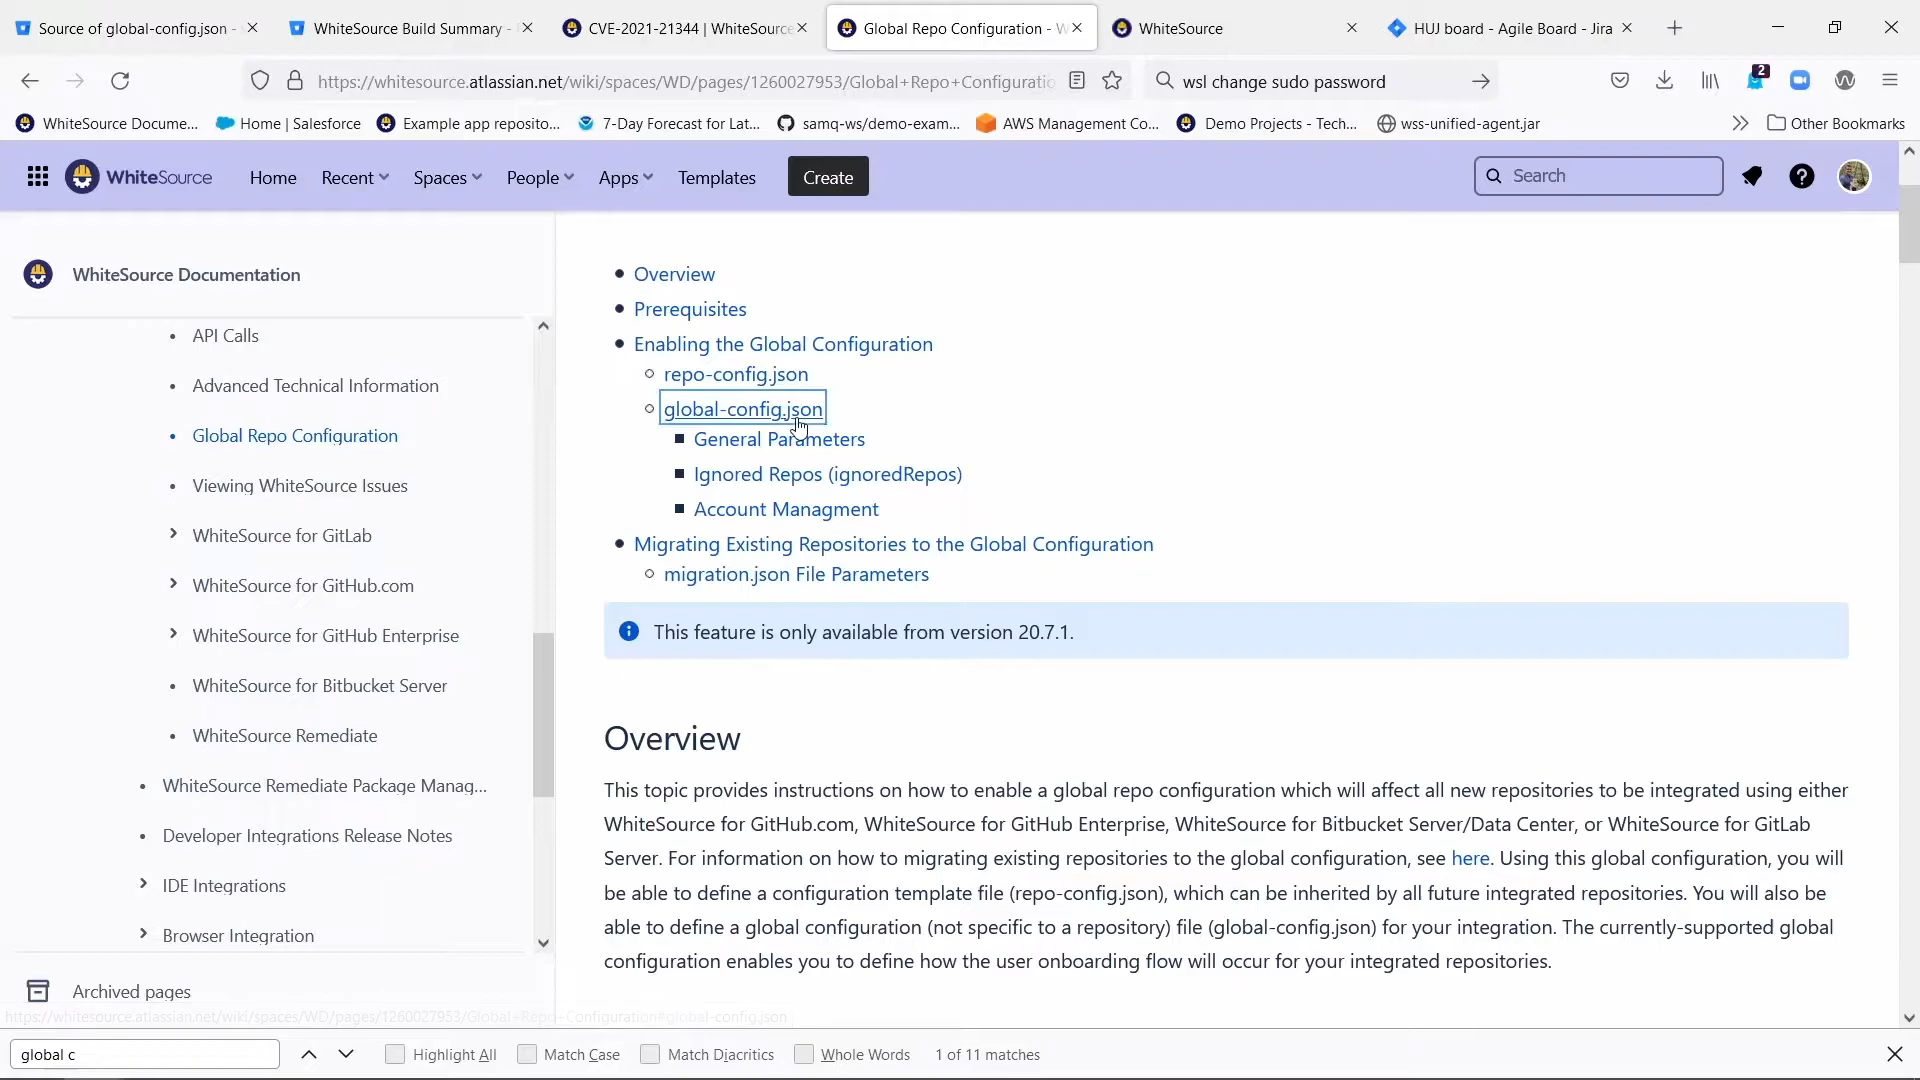 Source of global-config.json -
WhiteSource Build Summary -
CVE-2021-21344 | WhiteSource
Global Repo Configuration - W
WhiteSource
HUJ board - Agile Board - Jira
https://whitesource.atlassian.net/wiki/spaces/WD/pages/1260027953/Global+Repo+Configuratio
wsl change sudo password
2
WhiteSource Docume...
Home | Salesforce
Example app reposito...
7-Day Forecast for Lat...
samq-ws/demo-exam...
AWS Management Co...
Demo Projects - Tech...
wss-unified-agent.jar
Other Bookmarks
WhiteSource
Home
Recent
Spaces
People
Apps
Templates
Create
Search
WhiteSource Documentation
API Calls
Advanced Technical Information
Global Repo Configuration
Viewing WhiteSource Issues
WhiteSource for GitLab
WhiteSource for GitHub.com
WhiteSource for GitHub Enterprise
WhiteSource for Bitbucket Server
WhiteSource Remediate
WhiteSource Remediate Package Manag...
Developer Integrations Release Notes
IDE Integrations
Browser Integration
Archived pages
Overview
Prerequisites
Enabling the Global Configuration
repo-config.json
global-config.json
General Parameters
Ignored Repos (ignoredRepos)
Account Managment
Migrating Existing Repositories to the Global Configuration
migration.json File Parameters
This feature is only available from version 20.7.1.
Overview
This topic provides instructions on how to enable a global repo configuration which will affect all new repositories to be integrated using either
WhiteSource for GitHub.com, WhiteSource for GitHub Enterprise, WhiteSource for Bitbucket Server/Data Center, or WhiteSource for GitLab
Server. For information on how to migrating existing repositories to the global configuration, see here. Using this global configuration, you will
be able to define a configuration template file (repo-config.json), which can be inherited by all future integrated repositories. You will also be
able to define a global configuration (not specific to a repository) file (global-config.json) for your integration. The currently-supported global
configuration enables you to define how the user onboarding flow will occur for your integrated repositories.
https://whitesource.atlassian.net/wiki/spaces/WD/pages/1260027953/Global+Repo+Configuration#global-config.json
global c
Highlight All
Match Case
Match Diacritics
Whole Words
1 of 11 matches